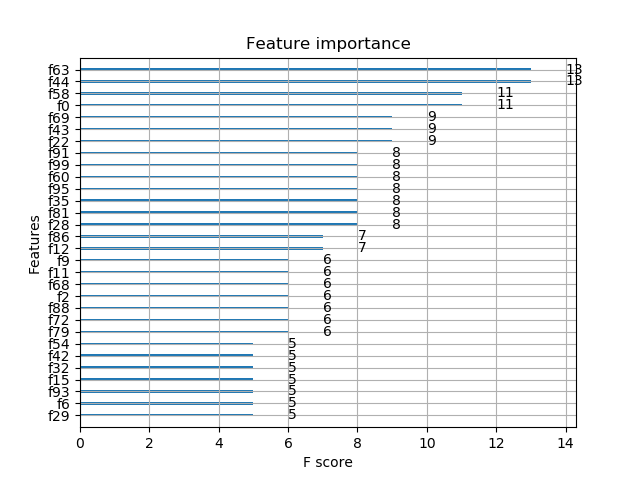 Feature importance
f63 13
f44 13
f58 11
f0 11
f69 9
f43 9
f22 9
f91 8
f99 8
f60 8
f95 8
f35 8
f81 8
f28 8
f86 7
f12 7
f9 6
f11 6
f68 6
f2 6
f88 6
f72 6
f79 6
f54 5
f42 5
f32 5
f15 5
f93 5
f6 5
f29 5
Features
0 2 4 6 8 10 12 14
F score